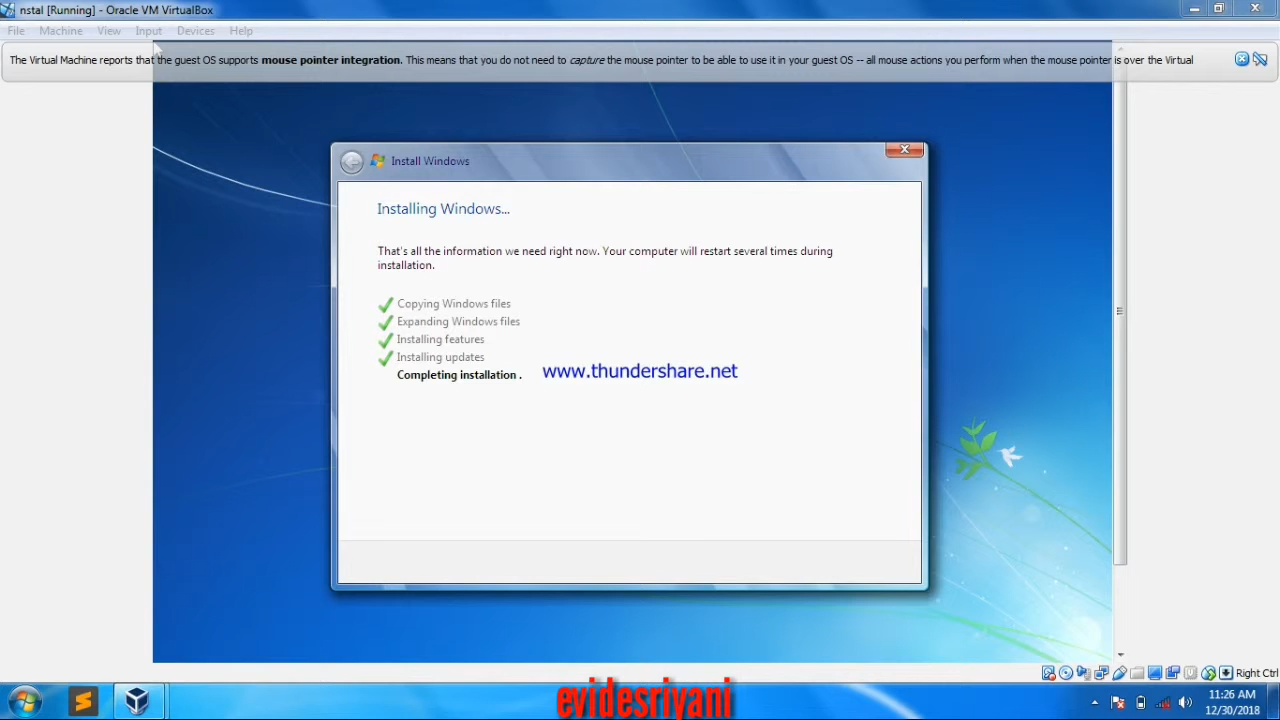 nstal [Running] - Oracle VM VirtualBox
File Machine View Input Devices Help
The Virtual Machine reports that the guest OS supports mouse pointer integration. This means that you do not need to capture the mouse pointer to be able to use it in your guest OS -- all mouse actions you perform when the mouse pointer is over the Virtual
Install Windows
Installing Windows...
That's all the information we need right now. Your computer will restart several times during
installation.
Copying Windows files
Expanding Windows files
Installing features
Installing updates
Completing installation .
www.thundershare.net
Right Ctrl
evidesriyani
11:26 AM
12/30/2018